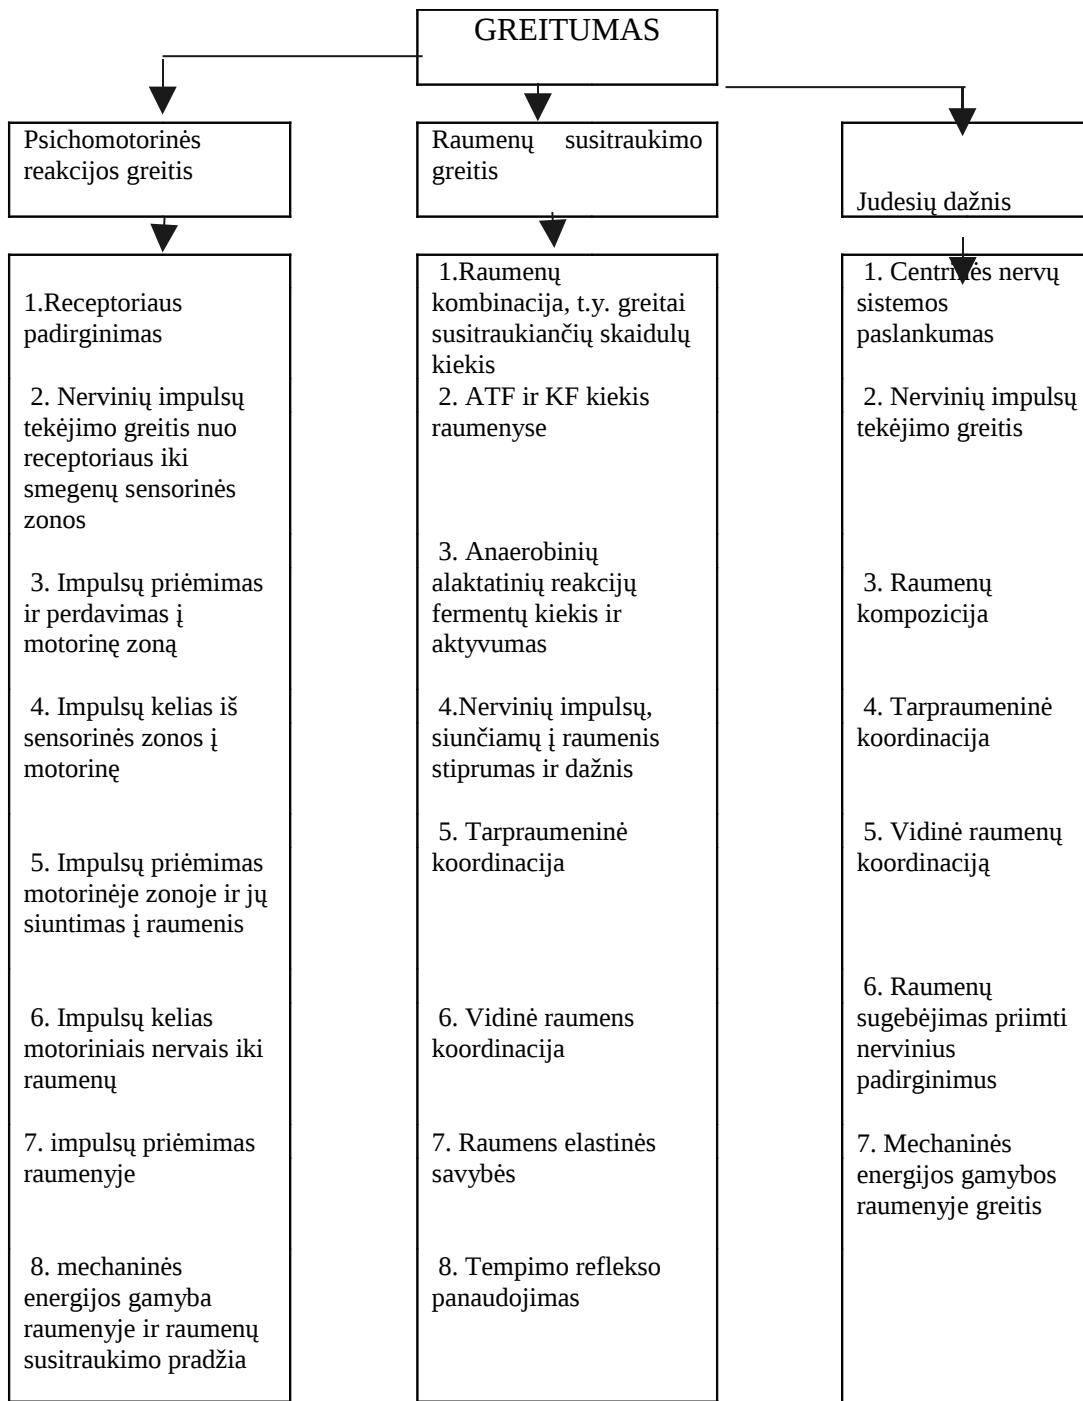 GREITUMAS
Psichomotorinės
reakcijos greitis
Raumenų susitraukimo
greitis
Judesių dažnis
1.Receptoriaus
padirginimas
2. Nervinių impulsų
tekėjimo greitis nuo
receptoriaus iki
smegenų sensorinės
zonos
3. Impulsų priėmimas
ir perdavimas į
motorinę zoną
4. Impulsų kelias iš
sensorinės zonos į
motorinę
5. Impulsų priėmimas
motorinėje zonoje ir jų
siuntimas į raumenis
6. Impulsų kelias
motoriniais nervais iki
raumenų
7. impulsų priėmimas
raumenyje
8. mechaninės
energijos gamyba
raumenyje ir raumenų
susitraukimo pradžia
1.Raumenų
kombinacija, t.y. greitai
susitraukiančių skaidulų
kiekis
2. ATF ir KF kiekis
raumenyse
3. Anaerobinių
alaktatinių reakcijų
fermentų kiekis ir
aktyvumas
4.Nervinių impulsų,
siunčiamų į raumenis
stiprumas ir dažnis
5. Tarpraumeninė
koordinacija
6. Vidinė raumens
koordinacija
7. Raumens elastinės
savybės
8. Tempimo reflekso
panaudojimas
1. Centrinės nervų
sistemos
paslankumas
2. Nervinių impulsų
tekėjimo greitis
3. Raumenų
kompozicija
4. Tarpraumeninė
koordinacija
5. Vidinė raumenų
koordinaciją
6. Raumenų
sugebėjimas priimti
nervinius
padirginimus
7. Mechaninės
energijos gamybos
raumenyje greitis